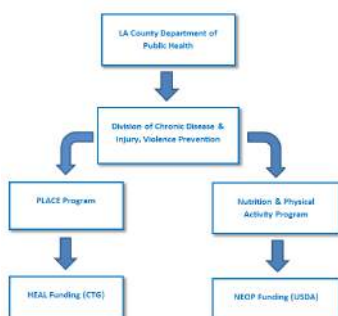 LA County Department of
Public Health
Division of Chronic Disease &
Injury, Violence Prevention
PLACE Program
Nutrition & Physical
Activity Program
HEAL Funding (CTG)
NEOP Funding (USDA)